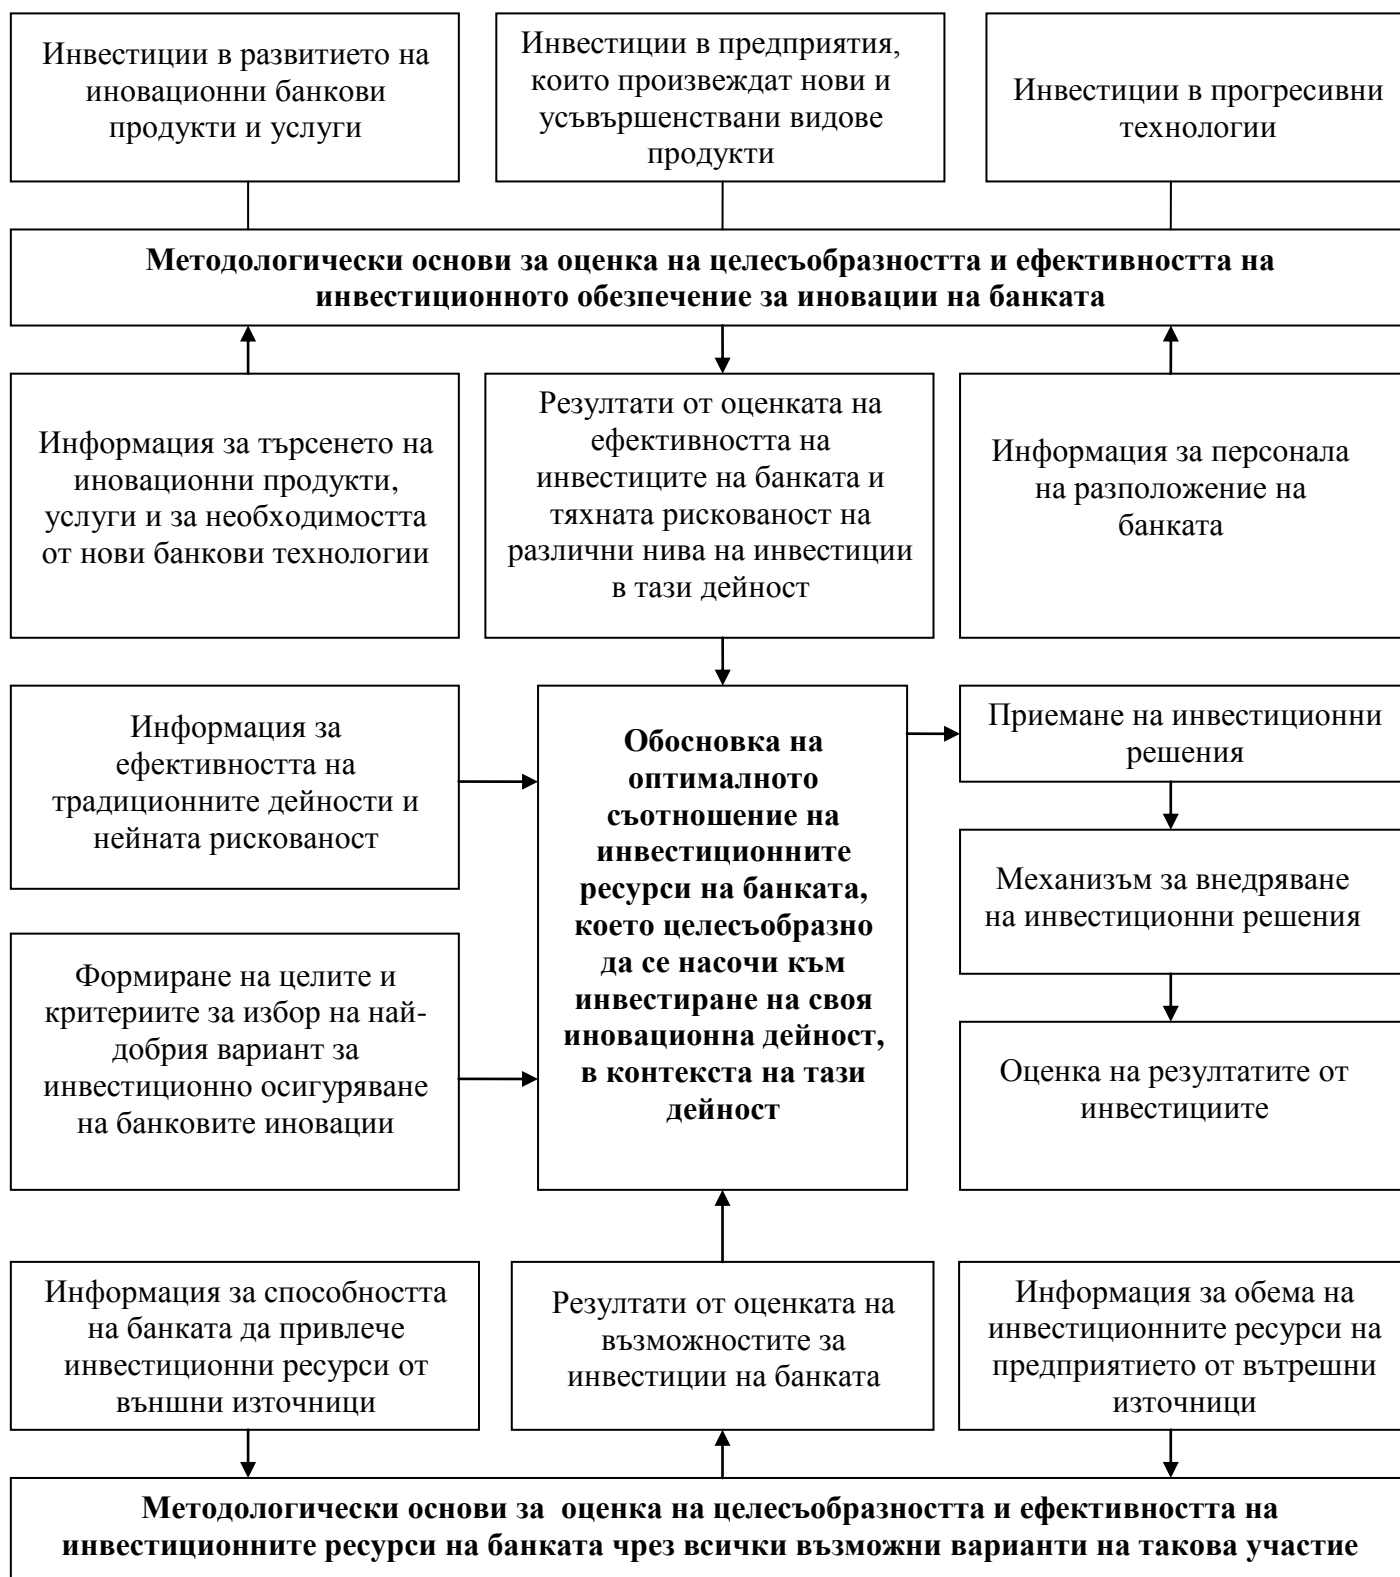 Инвестиции в развитието на
иновационни банкови
продукти и услуги
Инвестиции в предприятия,
които произвеждат нови и
усъвършенствани видове
продукти
Инвестиции в прогресивни
технологии
Методологически основи за оценка на целесъобразността и ефективността на
инвестиционното обезпечение за иновации на банката
Информация за търсенето на
иновационни продукти,
услуги и за необходимостта
от нови банкови технологии
Резултати от оценката на
ефективността на
инвестиците на банката и
тяхната рискованост на
различни нива на инвестиции
в тази дейност
Информация за персонала
на разположение на
банката
Информация за
ефективността на
традиционните дейности и
нейната рискованост
Обосновка на
оптималното
съотношение на
инвестиционните
ресурси на банката,
което целесъобразно
да се насочи към
инвестиране на своя
иновационна дейност,
в контекста на тази
дейност
Приемане на инвестиционни
решения
Механизъм за внедряване
на инвестиционни решения
Формиране на целите и
критериите за избор на най-
добрия вариант за
инвестиционно осигуряване
на банковите иновации
Оценка на резултатите от
инвестициите
Информация за способността
на банката да привлече
инвестиционни ресурси от
външни източници
Резултати от оценката на
възможностите за
инвестиции на банката
Информация за обема на
инвестиционните ресурси на
предприятието от вътрешни
източници
Методологически основи за  оценка на целесъобразността и ефективността на
инвестиционните ресурси на банката чрез всички възможни варианти на такова участие